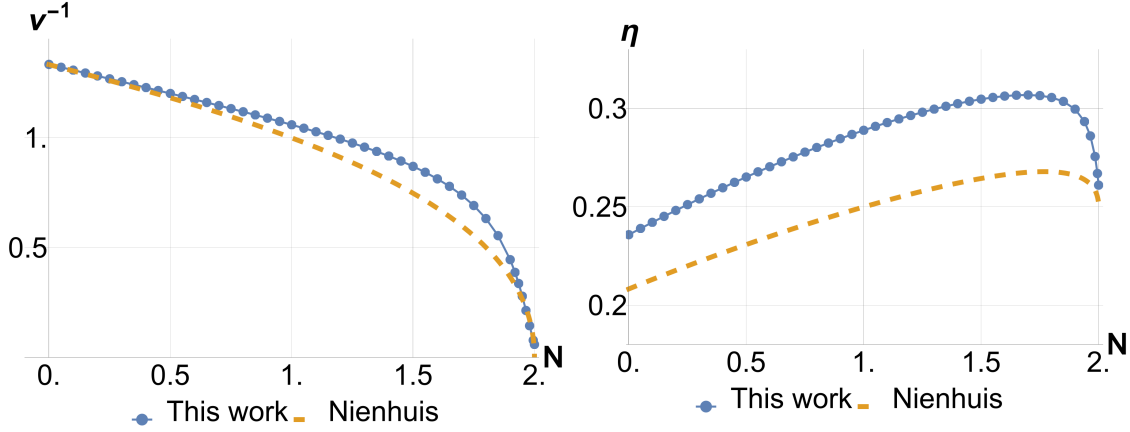 ν⁻¹
1.
0.5
0. 0.5 1. 1.5 2. N
This work Nienhuis
η
0.3
0.25
0.2
0. 0.5 1. 1.5 2. N
This work Nienhuis